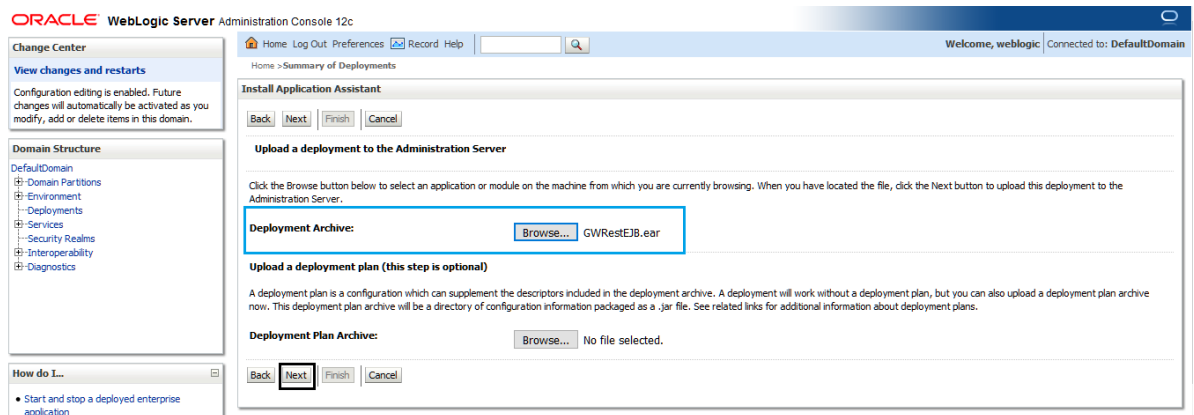 ORACLE WebLogic Server Administration Console 12c
Change Center
View changes and restarts
Configuration editing is enabled. Future
changes will automatically be activated as you
modify, add or delete items in this domain.
Domain Structure
DefaultDomain
Domain Partitions
Environment
Deployments
Services
Security Realms
Interoperability
Diagnostics
How do I...
Start and stop a deployed enterprise
application
Home Log Out Preferences Record Help
Welcome, weblogic Connected to: DefaultDomain
Home >Summary of Deployments
Install Application Assistant
Back Next Finish Cancel
Upload a deployment to the Administration Server
Click the Browse button below to select an application or module on the machine from which you are currently browsing. When you have located the file, click the Next button to upload this deployment to the
Administration Server.
Deployment Archive: Browse... GWRestEJB.ear
Upload a deployment plan (this step is optional)
A deployment plan is a configuration which can supplement the descriptors included in the deployment archive. A deployment will work without a deployment plan, but you can also upload a deployment plan archive
now. This deployment plan archive will be a directory of configuration information packaged as a .jar file. See related links for additional information about deployment plans.
Deployment Plan Archive: Browse... No file selected.
Back Next Finish Cancel